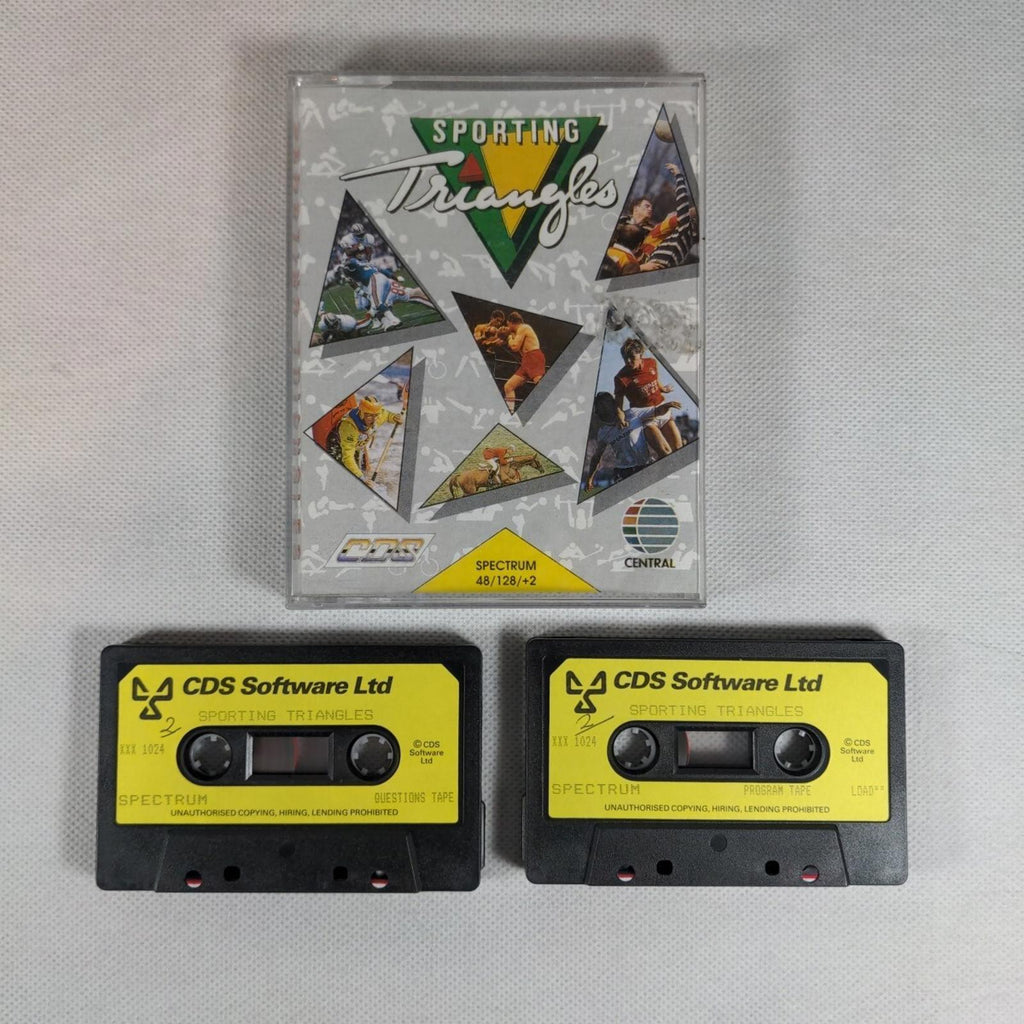 SPORTING
Triangles
CDS
SPECTRUM
48/128/+2
CENTRAL
CDS Software Ltd
SPORTING TRIANGLES
XXX 1024
© CDS
Software
Ltd
SPECTRUM
QUESTIONS TAPE
UNAUTHORISED COPYING, HIRING, LENDING PROHIBITED
CDS Software Ltd
2
SPORTING TRIANGLES
XXX 1024
© CDS
Software
Ltd
SPECTRUM
PROGRAM TAPE
LOAD""
UNAUTHORISED COPYING, HIRING, LENDING PROHIBITED